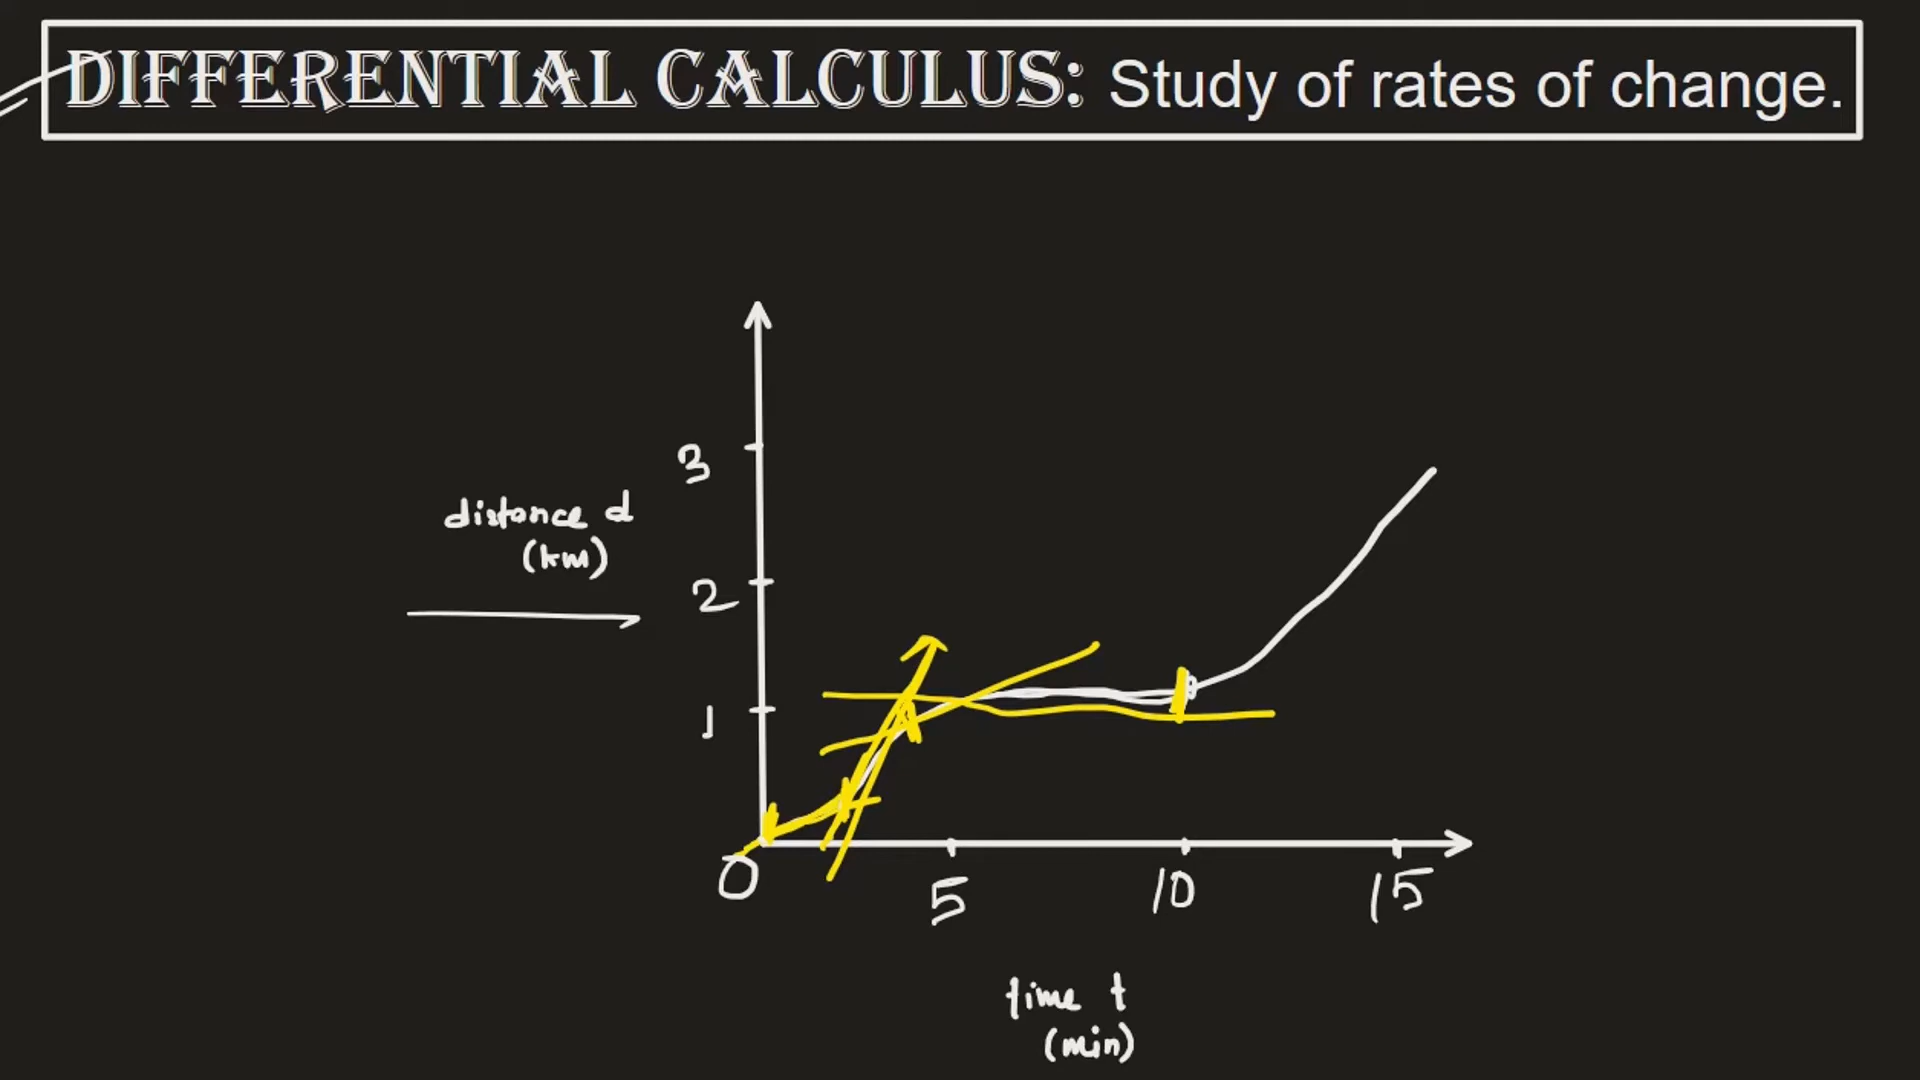 DIFFERENTIAL CALCULUS: Study of rates of change.
3
distance d
(km)
2
1
0
5
10
15
time t
(min)